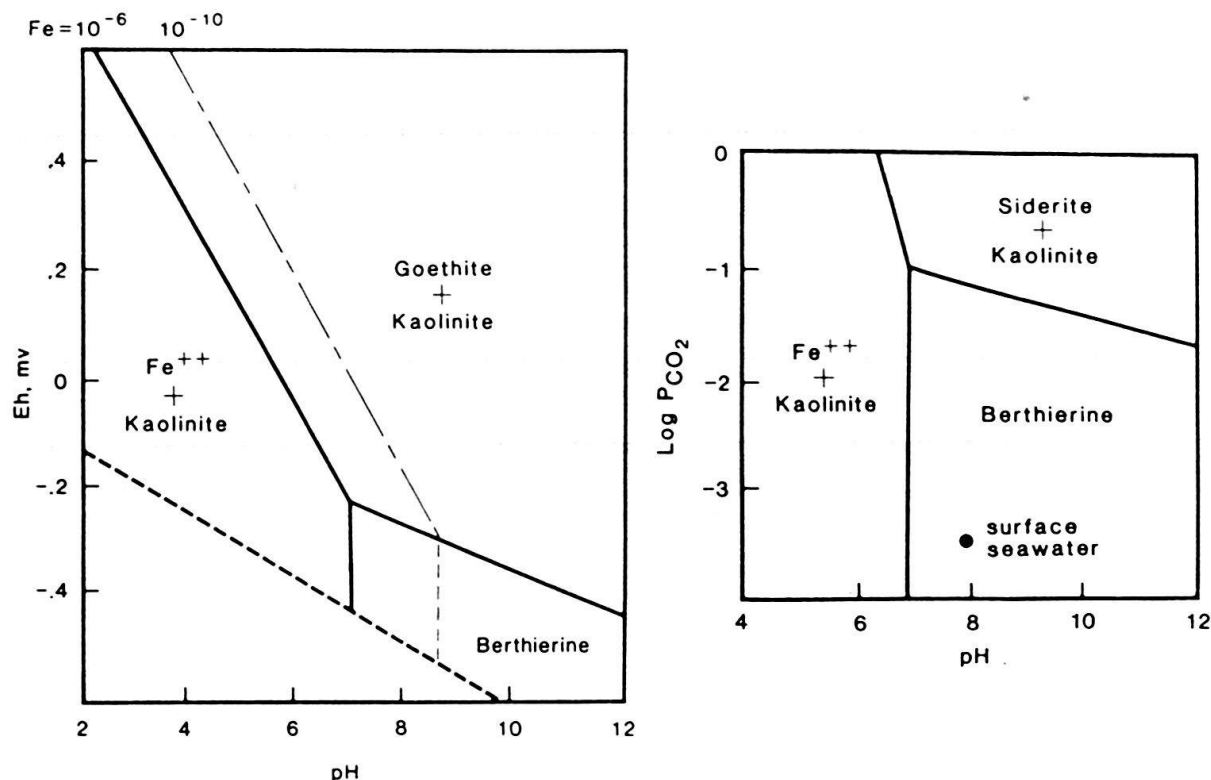 Fe=10⁻⁶ 10⁻¹⁰
.4
.2
0
-.2
-.4
Eh, mv
Goethite
+
Kaolinite
Fe⁺⁺
+
Kaolinite
Berthierine
2 4 6 8 10 12
pH
0
-1
-2
-3
Log P_CO₂
Siderite
+
Kaolinite
Fe⁺⁺
+
Kaolinite
Berthierine
surface
seawater
4 6 8 10 12
pH